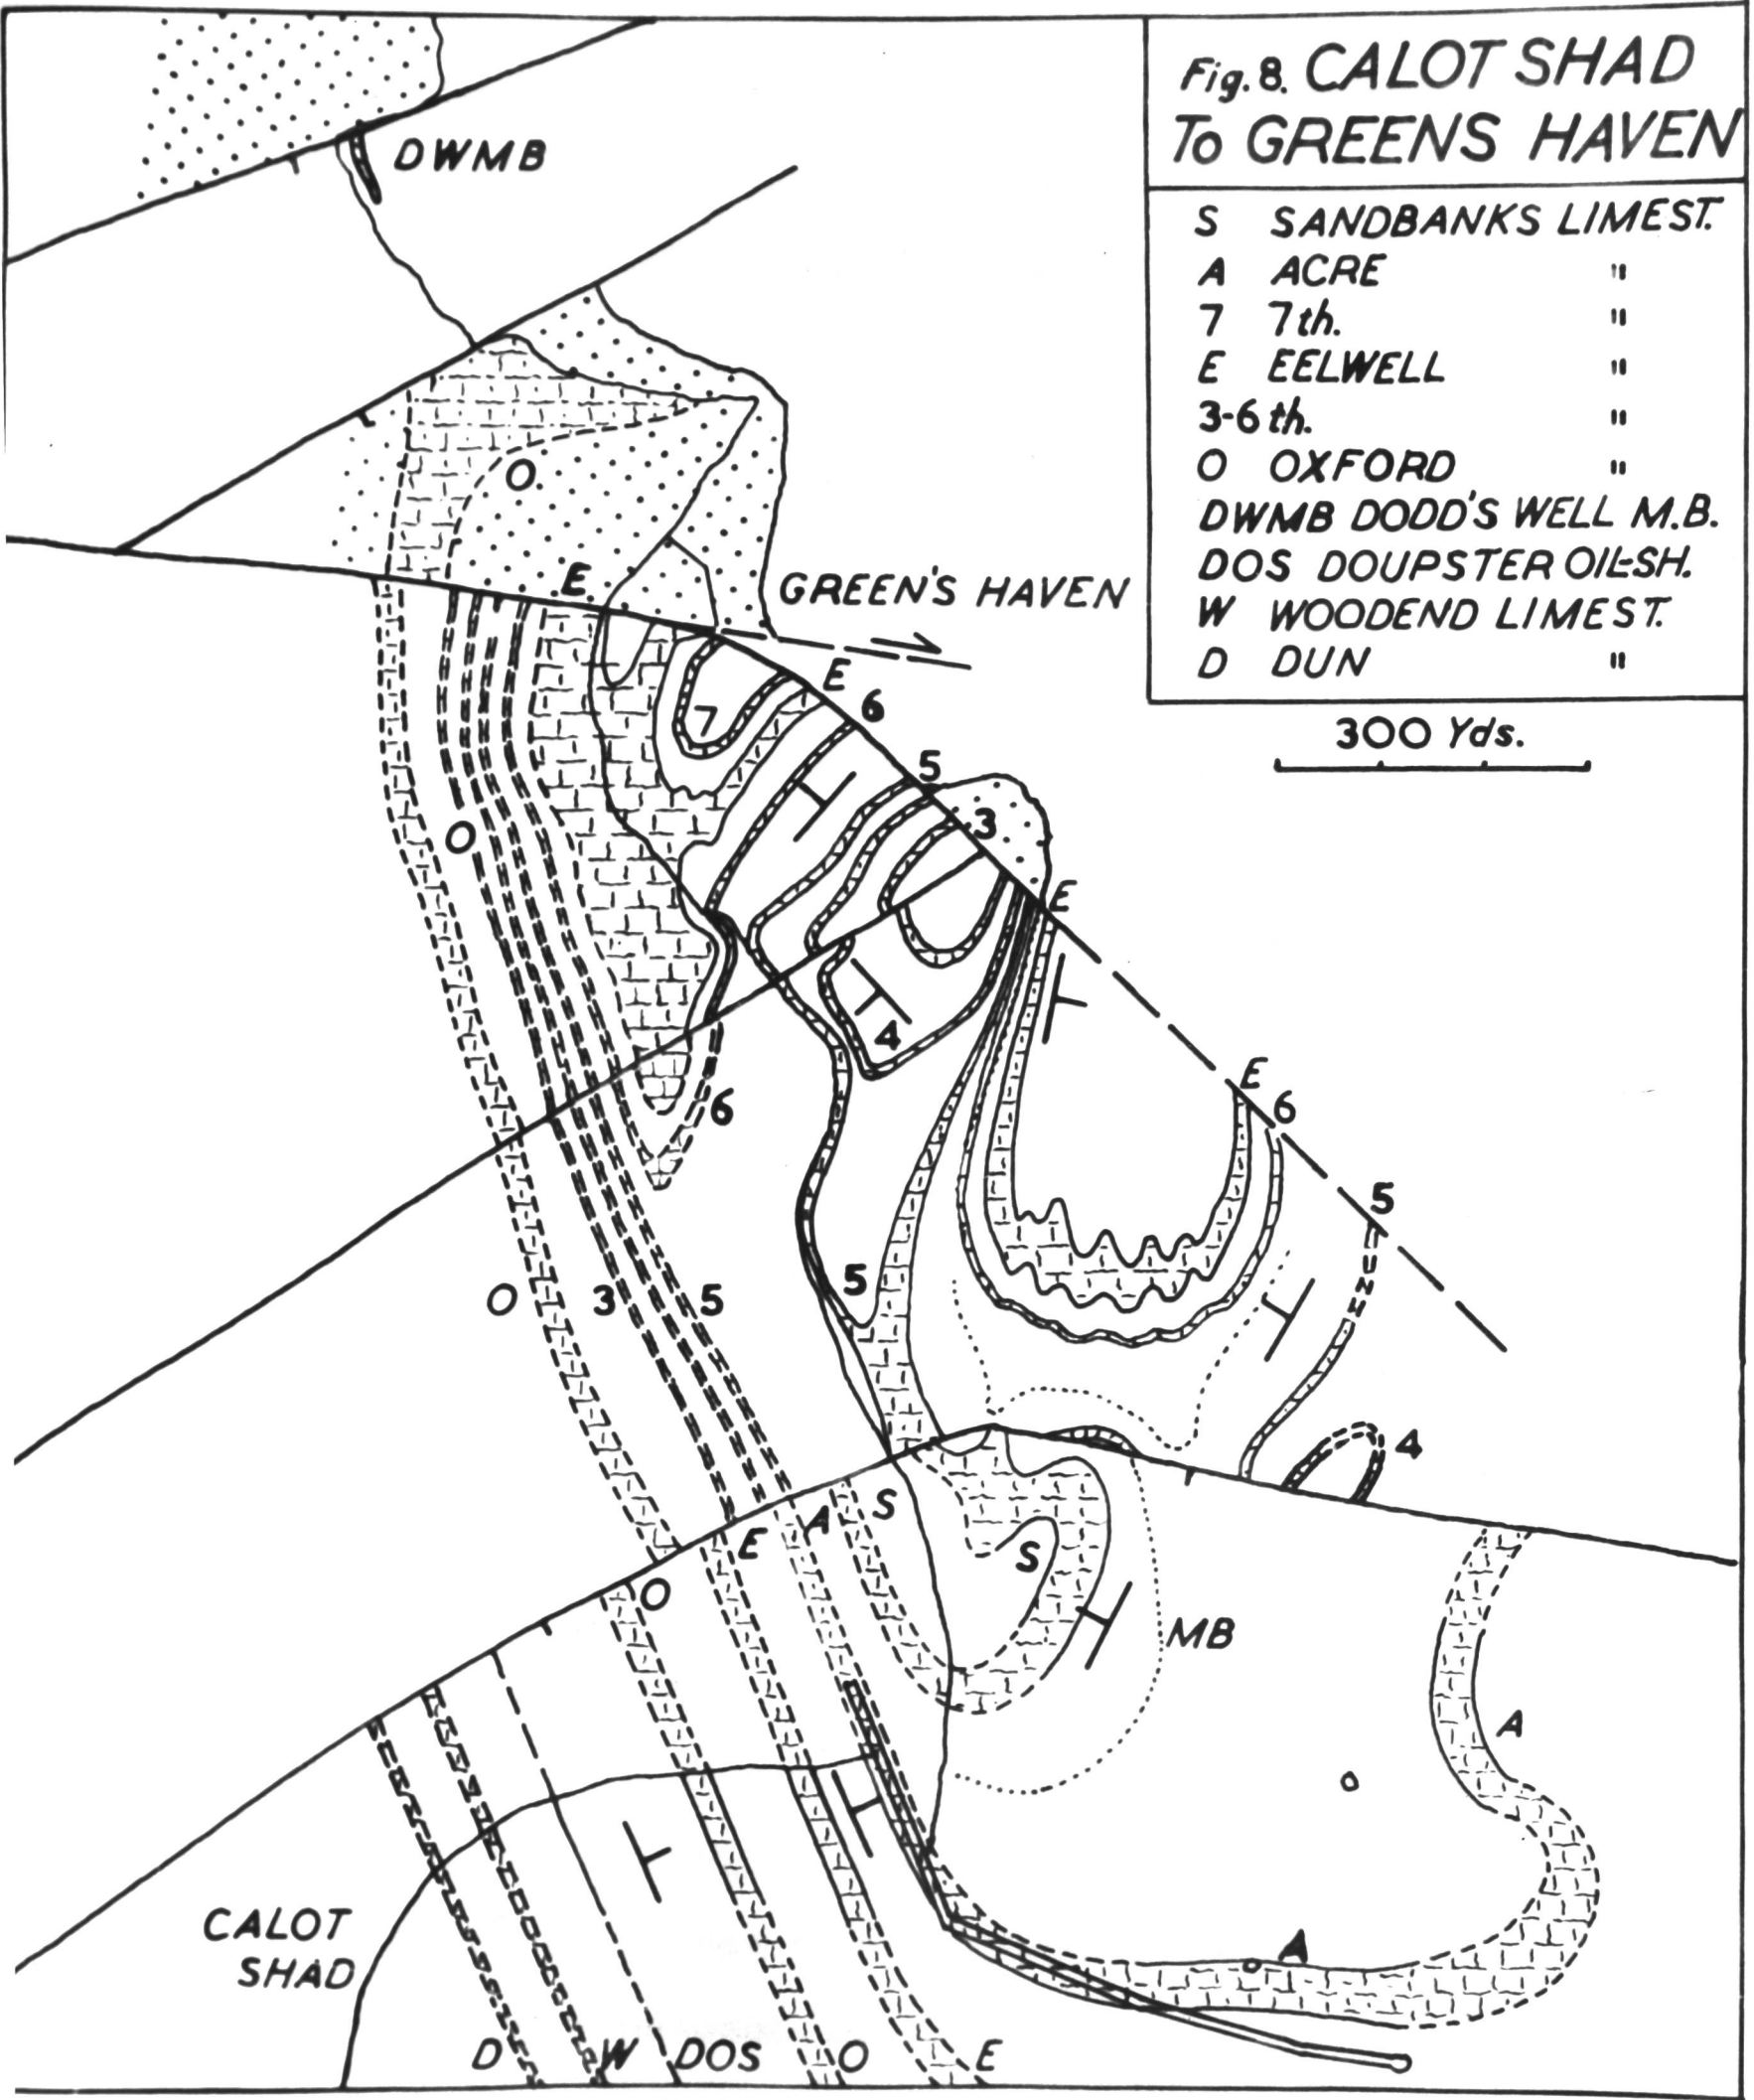 Fig. 8. CALOT SHAD
To GREENS HAVEN
S SANDBANKS LIMEST.
A ACRE "
7 7th. "
E EELWELL "
3-6th. "
O OXFORD "
DWMB DODD'S WELL M.B.
DOS DOUPSTER OIL-SH.
W WOODEND LIMEST.
D DUN "
300 Yds.
DWMB
O
E
GREEN'S HAVEN
E
7
6
5
3
O
E
4
E
6
6
5
5
O
3
5
4
S
A
E
S
O
MB
A
CALOT
SHAD
A
D
W
DOS
O
E